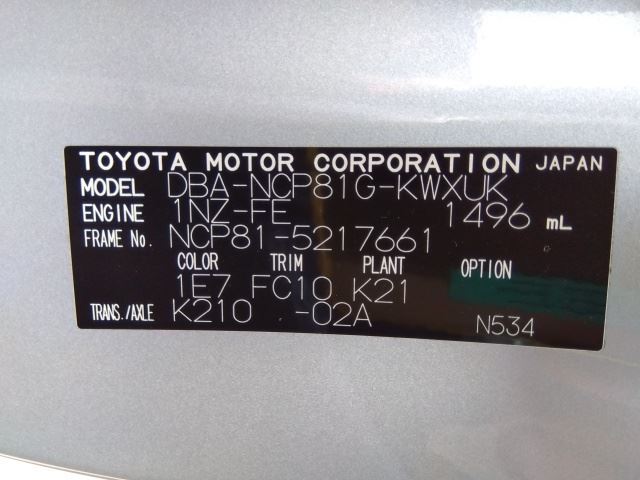 TOYOTA MOTOR CORPORATION JAPAN
MODEL DBA-NCP81G-KWXUK
ENGINE 1NZ-FE 1496 mL
FRAME No. NCP81-5217661
COLOR TRIM PLANT OPTION
1E7 FC10 K21
TRANS./AXLE K210 -02A N534